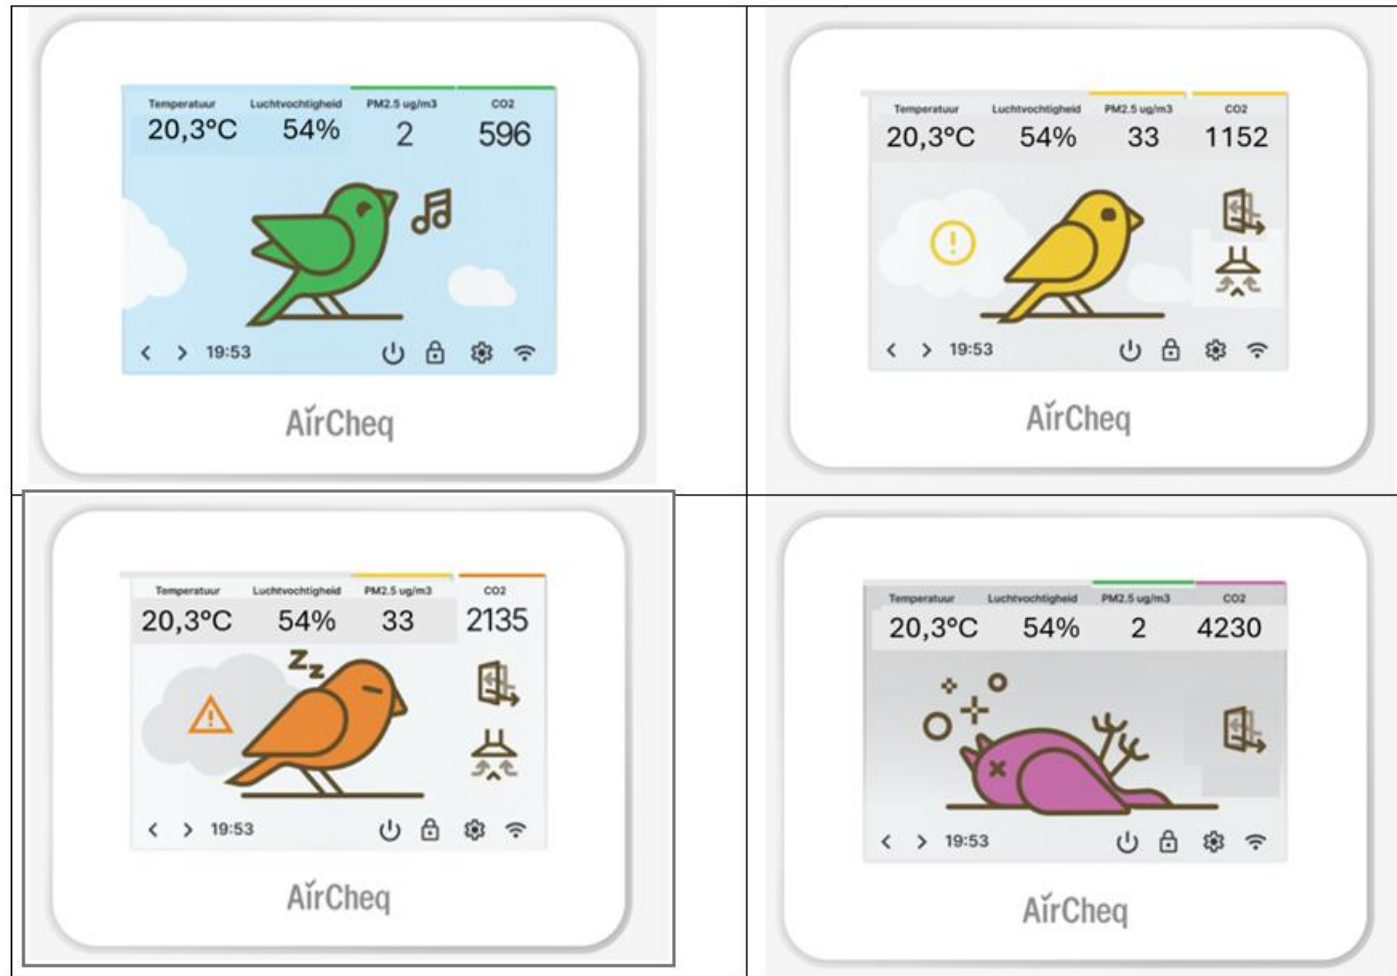 Temperatuur Luchtvochtigheid PM2.5 ug/m3 CO2
20,3°C 54% 2 596
< > 19:53
AirCheq
Temperatuur Luchtvochtigheid PM2.5 ug/m3 CO2
20,3°C 54% 33 1152
!
< > 19:53
AirCheq
Temperatuur Luchtvochtigheid PM2.5 ug/m3 CO2
20,3°C 54% 33 2135
Zz
!
< > 19:53
AirCheq
Temperatuur Luchtvochtigheid PM2.5 ug/m3 CO2
20,3°C 54% 2 4230
< > 19:53
AirCheq